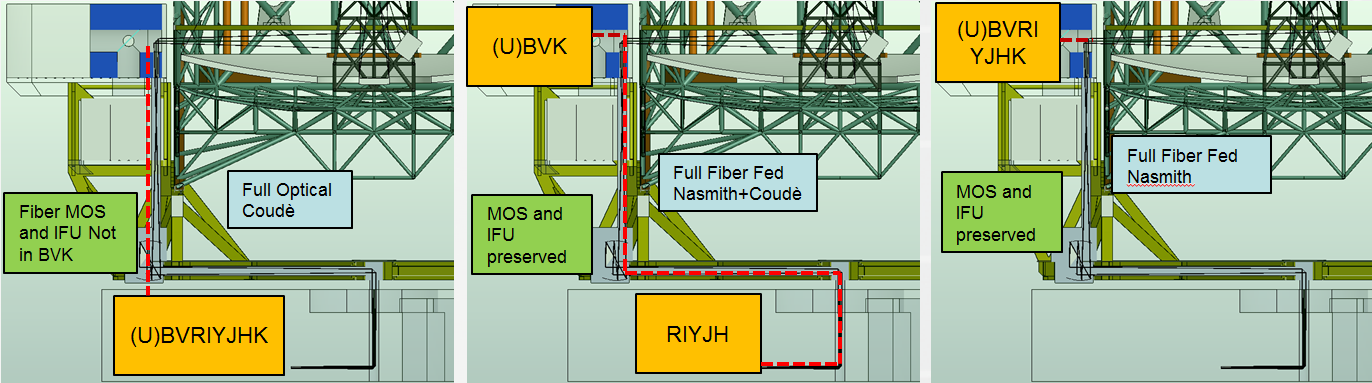 Full Optical
Coudè
Fiber MOS
and IFU Not
in BVK
(U)BVRIYJHK
(U)BVK
Full Fiber Fed
Nasmith+Coudè
MOS and
IFU
preserved
RIYJH
(U)BVRI
YJHK
Full Fiber Fed
Nasmith
MOS and
IFU
preserved